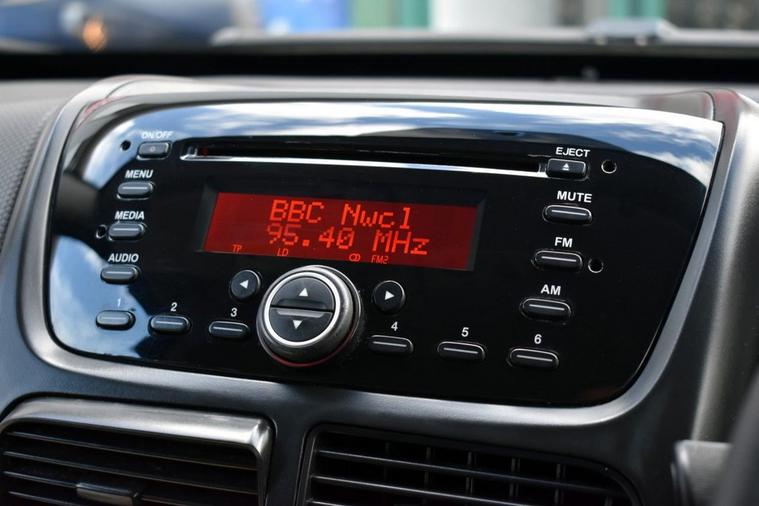 ON/OFF
EJECT
MENU
MUTE
MEDIA
BBC Nwcl
95.40 MHz
TP LD FM2
FM
AUDIO
AM
1 2 3 4 5 6